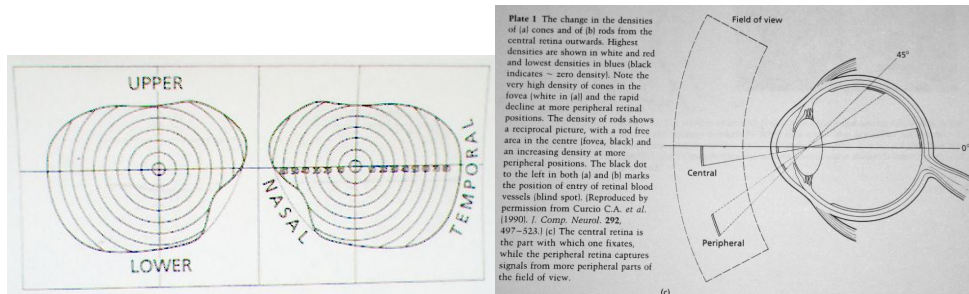 UPPER
NASAL
TEMPORAL
LOWER
Plate 1 The change in the densities
of (a) cones and of (b) rods from the
central retina outwards. Highest
densities are shown in white and red
and lowest densities in blues (black
indicates ~ zero density). Note the
very high density of cones in the
fovea (white in (a)) and the rapid
decline at more peripheral retinal
positions. The density of rods shows
a reciprocal picture, with a rod free
area in the centre (fovea, black) and
an increasing density at more
peripheral positions. The black dot
to the left in both (a) and (b) marks
the position of entry of retinal blood
vessels (blind spot). (Reproduced by
permission from Curcio C.A. et al.
(1990). J. Comp. Neurol. 292,
497–523.) (c) The central retina is
the part with which one fixates,
while the peripheral retina captures
signals from more peripheral parts of
the field of view.
Field of view
45°
0°
Central
Peripheral
(c)